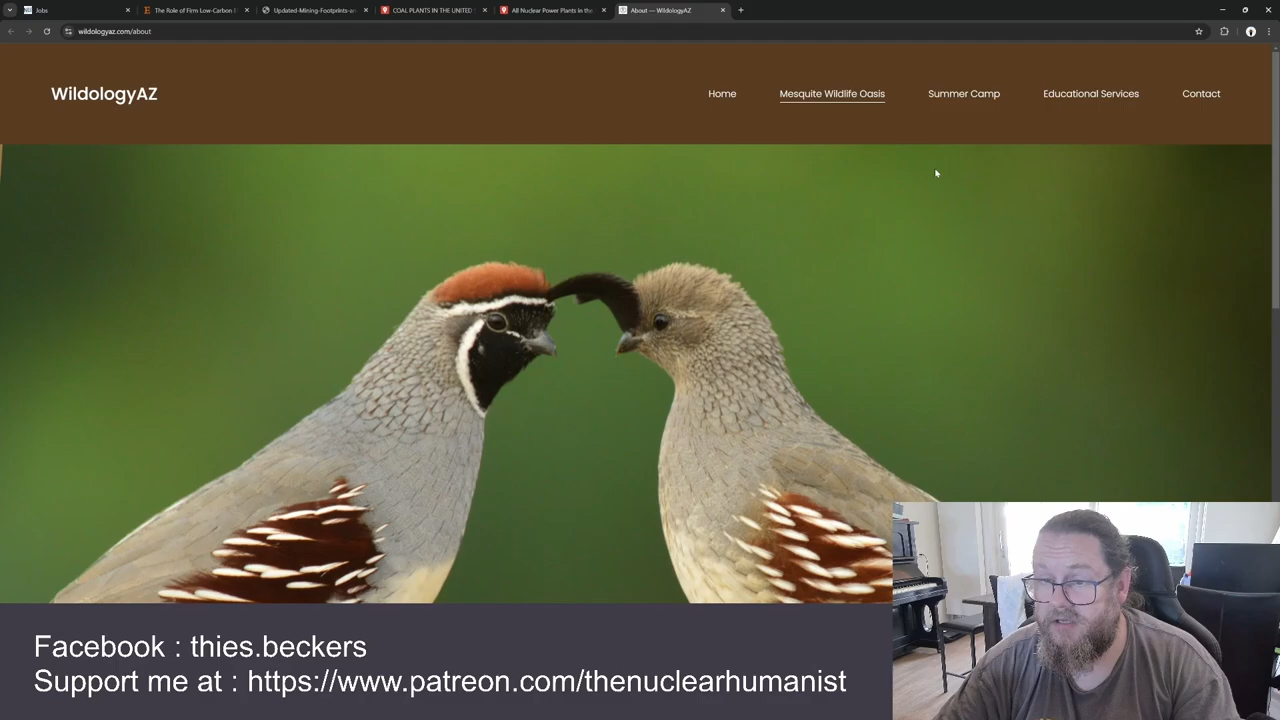 Jobs
The Role of Firm Low-Carbon
Updated-Mining-Footprints-a
COAL PLANTS IN THE UNITED
All Nuclear Power Plants in the
About — WildologyAZ
wildologyaz.com/about
WildologyAZ
Home
Mesquite Wildlife Oasis
Summer Camp
Educational Services
Contact
Facebook : thies.beckers
Support me at : https://www.patreon.com/thenuclearhumanist